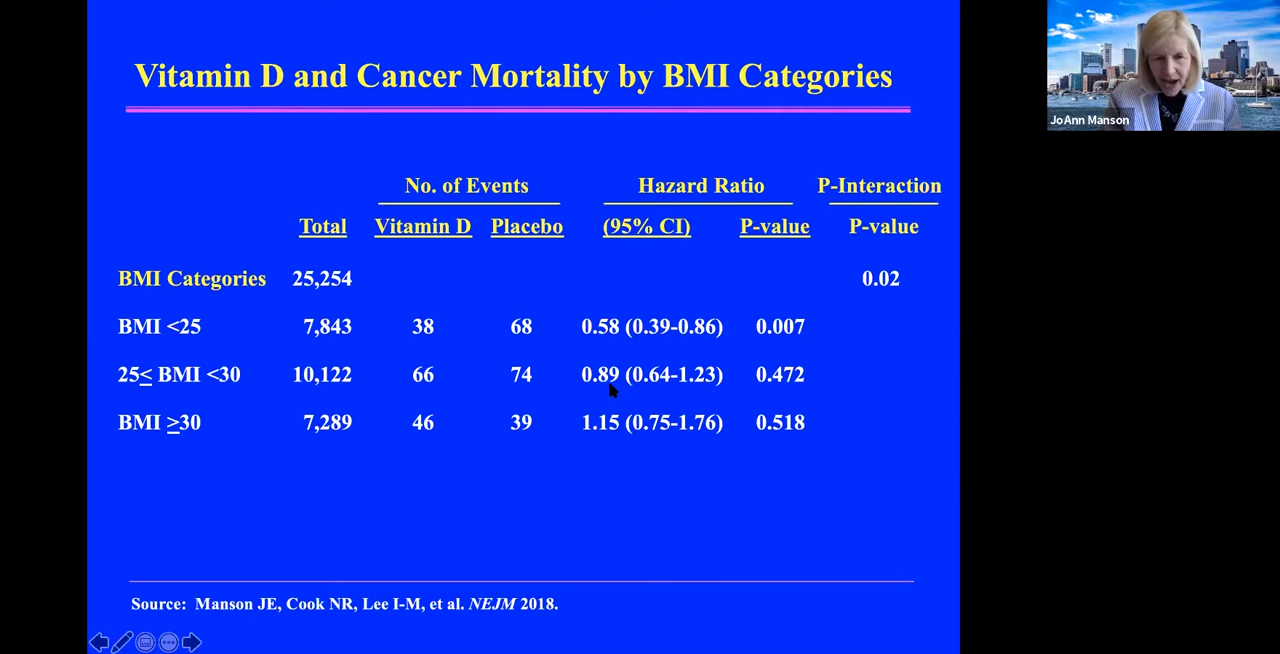 Vitamin D and Cancer Mortality by BMI Categories
JoAnn Manson
No. of Events Hazard Ratio P-Interaction
Total Vitamin D Placebo (95% CI) P-value P-value
BMI Categories 25,254 0.02
BMI <25 7,843 38 68 0.58 (0.39-0.86) 0.007
25≤ BMI <30 10,122 66 74 0.89 (0.64-1.23) 0.472
BMI ≥30 7,289 46 39 1.15 (0.75-1.76) 0.518
Source: Manson JE, Cook NR, Lee I-M, et al. NEJM 2018.